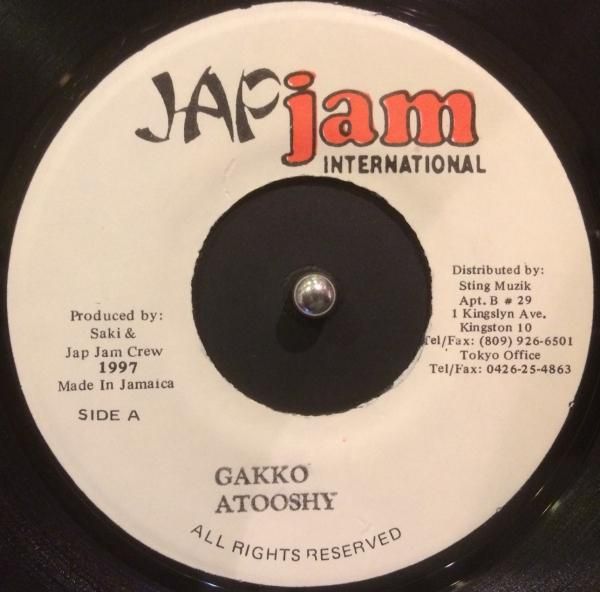 JAP jam
INTERNATIONAL
Distributed by:
Sting Muzik
Apt. B # 29
1 Kingslyn Ave.
Kingston 10
Tel/Fax: (809) 926-6501
Tokyo Office
Tel/Fax: 0426-25-4863
Produced by:
Saki &
Jap Jam Crew
1997
Made In Jamaica
SIDE A
GAKKO
ATOOSHY
ALL RIGHTS RESERVED